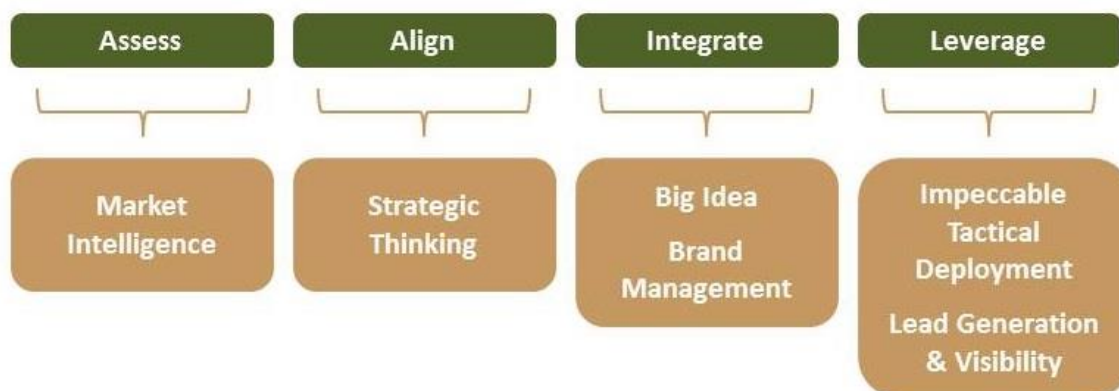 Assess
Align
Integrate
Leverage
Market
Intelligence
Strategic
Thinking
Big Idea
Brand
Management
Impeccable
Tactical
Deployment
Lead Generation
& Visibility